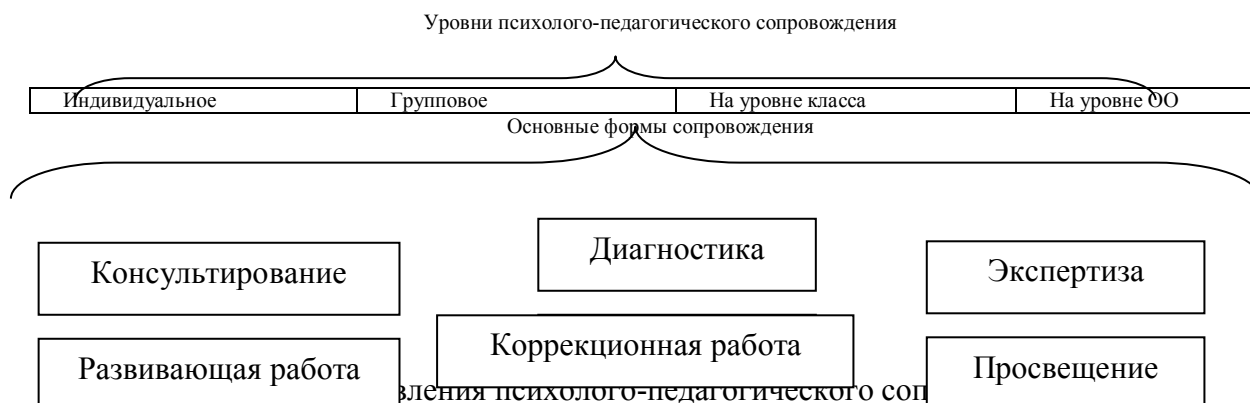 Уровни психолого-педагогического сопровождения
Индивидуальное Групповое На уровне класса На уровне ОО
Основные формы сопровождения
Консультирование Диагностика Экспертиза
Развивающая работа Коррекционная работа Просвещение
психолого-педагогического